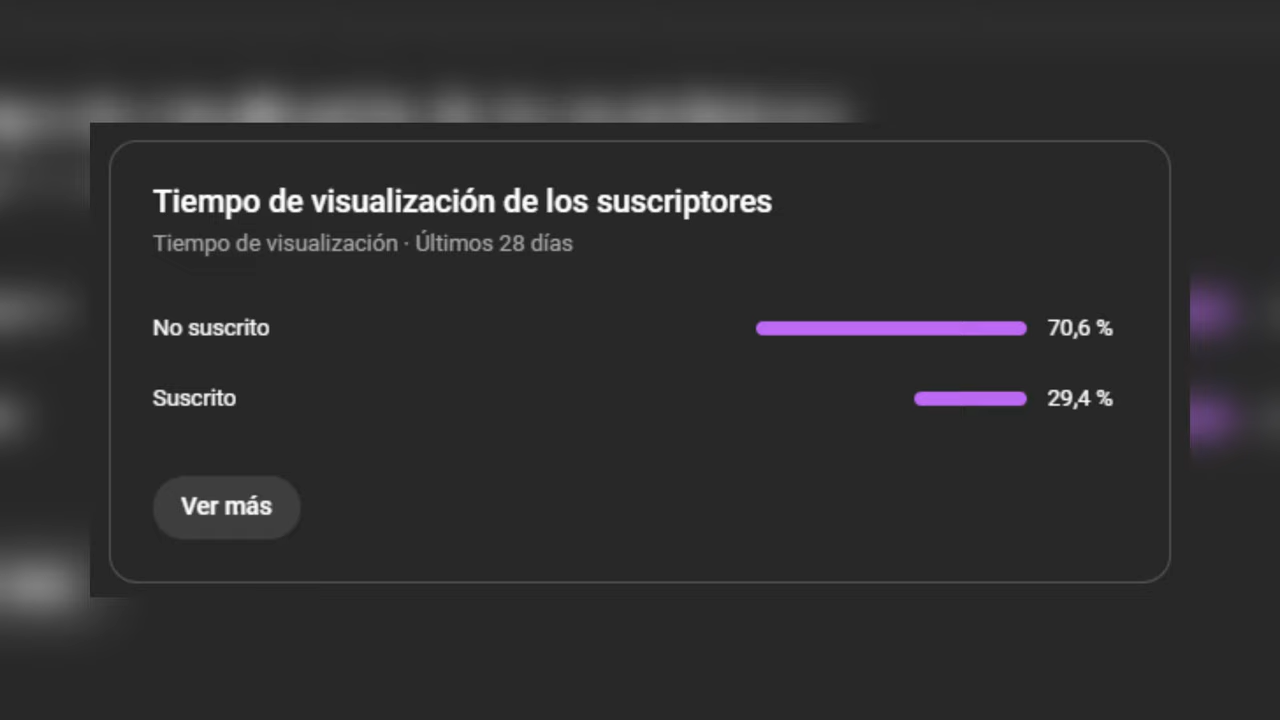 Tiempo de visualización de los suscriptores
Tiempo de visualización · Últimos 28 días
No suscrito 70,6 %
Suscrito 29,4 %
Ver más